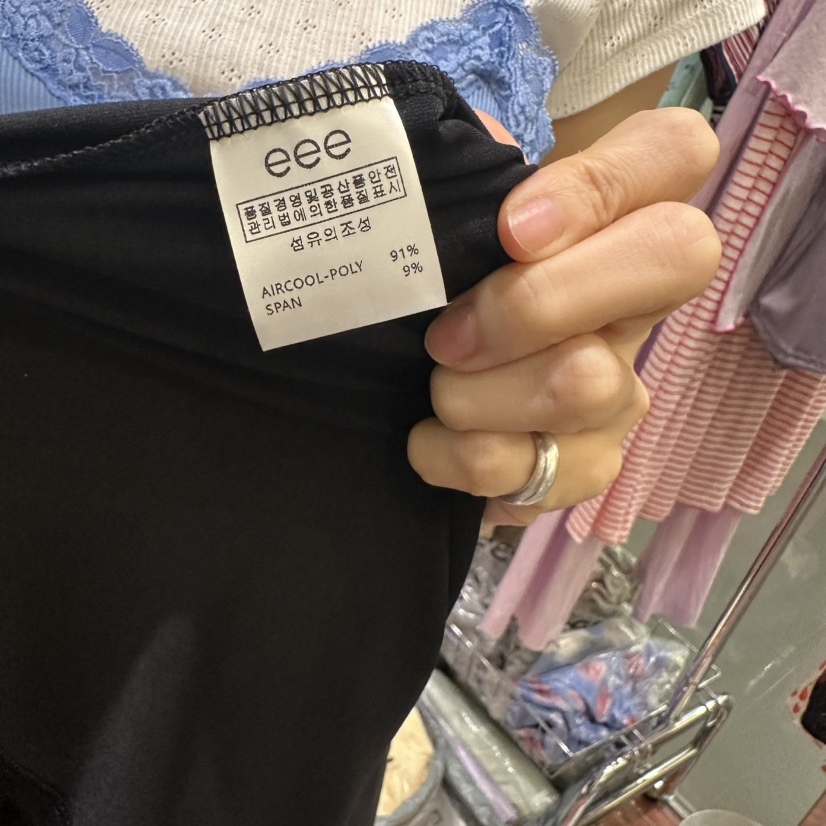 eee
품질경영및공산품안전
관리법에의한품질표시
섬유의조성
AIRCOOL-POLY 91%
SPAN 9%